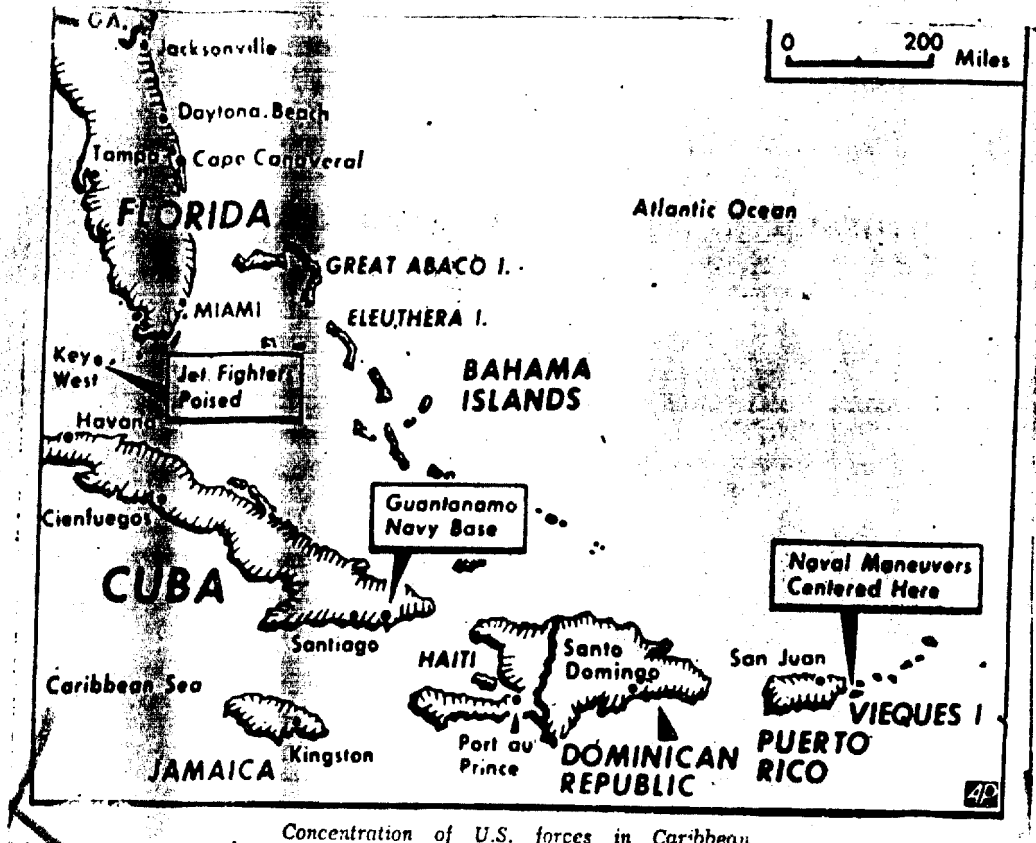 GA.
Jacksonville
0 200 Miles
Daytona Beach
Tampa
Cape Canaveral
FLORIDA
Atlantic Ocean
GREAT ABACO I.
MIAMI
ELEUTHERA I.
Key
West
Jet Fighters
Poised
BAHAMA
ISLANDS
Havana
Cienfuegos
Guantanamo
Navy Base
CUBA
Naval Maneuvers
Centered Here
Santiago
HAITI
Santo
Domingo
San Juan
Caribbean Sea
VIEQUES I
Kingston
JAMAICA
Port au
Prince
DOMINICAN
REPUBLIC
PUERTO
RICO
AP
Concentration of U.S. forces in Caribbean